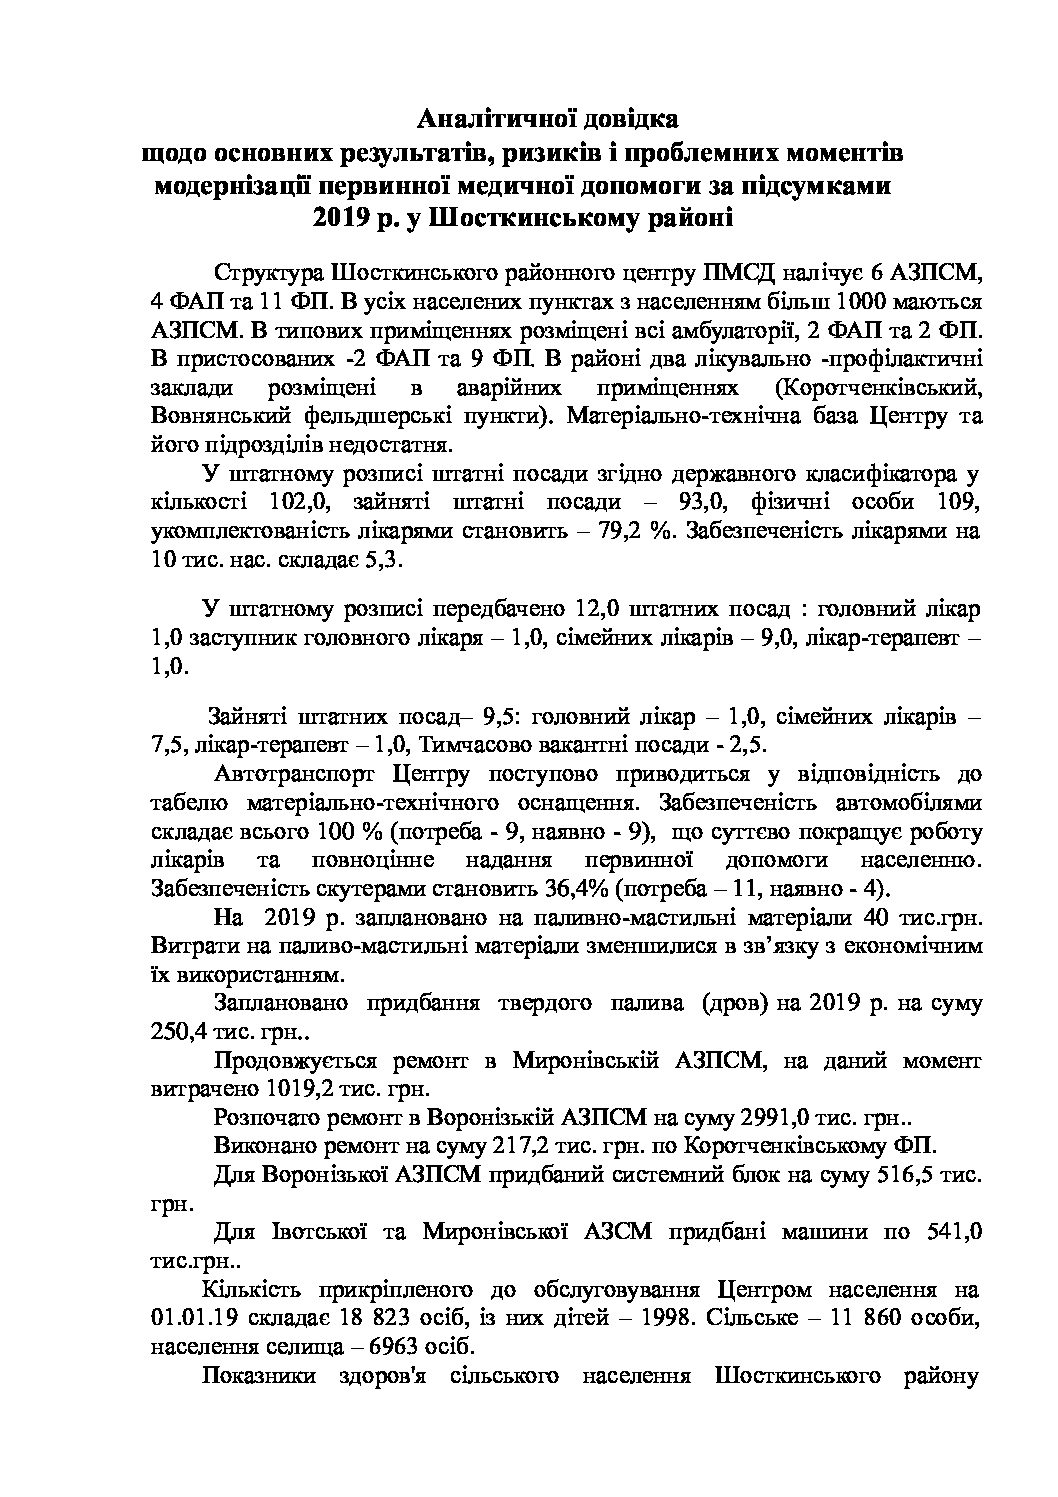 Аналітичної довідка
щодо основних результатів, ризиків і проблемних моментів
модернізації первинної медичної допомоги за підсумками
2019 р. у Шосткинському районі
Структура Шосткинського районного центру ПМСД налічує 6 АЗПСМ,
4 ФАП та 11 ФП. В усіх населених пунктах з населенням більш 1000 маються
АЗПСМ. В типових приміщеннях розміщені всі амбулаторії, 2 ФАП та 2 ФП.
В пристосованих -2 ФАП та 9 ФП. В районі два лікувально -профілактичні
заклади розміщені в аварійних приміщеннях (Коротченківський,
Вовнянський фельдшерські пункти). Матеріально-технічна база Центру та
його підрозділів недостатня.
У штатному розписі штатні посади згідно державного класифікатора у
кількості 102,0, зайняті штатні посади – 93,0, фізичні особи 109,
укомплектованість лікарями становить – 79,2 %. Забезпеченість лікарями на
10 тис. нас. складає 5,3.
У штатному розписі передбачено 12,0 штатних посад : головний лікар
1,0 заступник головного лікаря – 1,0, сімейних лікарів – 9,0, лікар-терапевт –
1,0.
Зайняті штатних посад– 9,5: головний лікар – 1,0, сімейних лікарів –
7,5, лікар-терапевт – 1,0, Тимчасово вакантні посади - 2,5.
Автотранспорт Центру поступово приводиться у відповідність до
табелю матеріально-технічного оснащення. Забезпеченість автомобілями
складає всього 100 % (потреба - 9, наявно - 9), що суттєво покращує роботу
лікарів та повноцінне надання первинної допомоги населенню.
Забезпеченість скутерами становить 36,4% (потреба – 11, наявно - 4).
На 2019 р. заплановано на паливно-мастильні матеріали 40 тис.грн.
Витрати на паливо-мастильні матеріали зменшилися в зв’язку з економічним
їх використанням.
Заплановано придбання твердого палива (дров) на 2019 р. на суму
250,4 тис. грн..
Продовжується ремонт в Миронівській АЗПСМ, на даний момент
витрачено 1019,2 тис. грн.
Розпочато ремонт в Воронізькій АЗПСМ на суму 2991,0 тис. грн..
Виконано ремонт на суму 217,2 тис. грн. по Коротченківському ФП.
Для Воронізької АЗПСМ придбаний системний блок на суму 516,5 тис.
грн.
Для Івотської та Миронівської АЗСМ придбані машини по 541,0
тис.грн..
Кількість прикріпленого до обслуговування Центром населення на
01.01.19 складає 18 823 осіб, із них дітей – 1998. Сільське – 11 860 особи,
населення селища – 6963 осіб.
Показники здоров'я сільського населення Шосткинського району